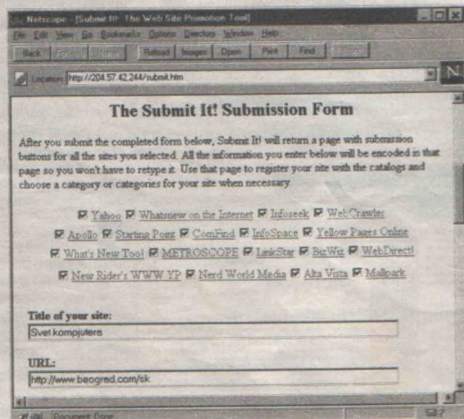 Netscape - [Submit It! - The Web Site Promotion Tool]
File Edit View Go Bookmarks Options Directory Window Help
Back Reload Images Open Print Find
Location: http://204.57.42.244/submit.htm
The Submit It! Submission Form
After you submit the completed form below, Submit It! will return a page with submission
buttons for all the sites you selected. All the information you enter below will be encoded in that
page so you won't have to retype it. Use that page to register your site with the catalogs and
choose a category or categories for your site when necessary.
Yahoo Whatsnew on the Internet Infoseek WebCrawler
Apollo Starting Point ComFind InfoSpace Yellow Pages Online
What's New Too! METROSCOPE LinkStar BizWiz WebDirect!
New Rider's WWW YP Nerd World Media Alta Vista Mallpark
Title of your site:
Svet kompjutera
URL:
http://www.beograd.com/sk
Document: Done